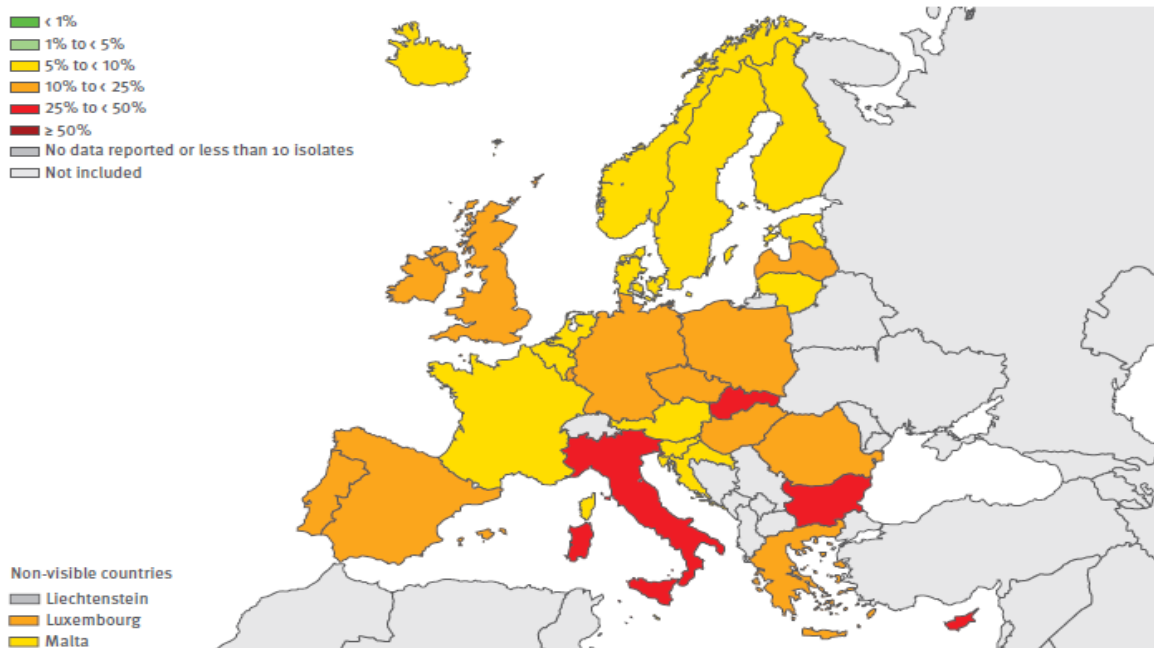 < 1%
1% to < 5%
5% to < 10%
10% to < 25%
25% to < 50%
≥ 50%
No data reported or less than 10 isolates
Not included
Non-visible countries
Liechtenstein
Luxembourg
Malta